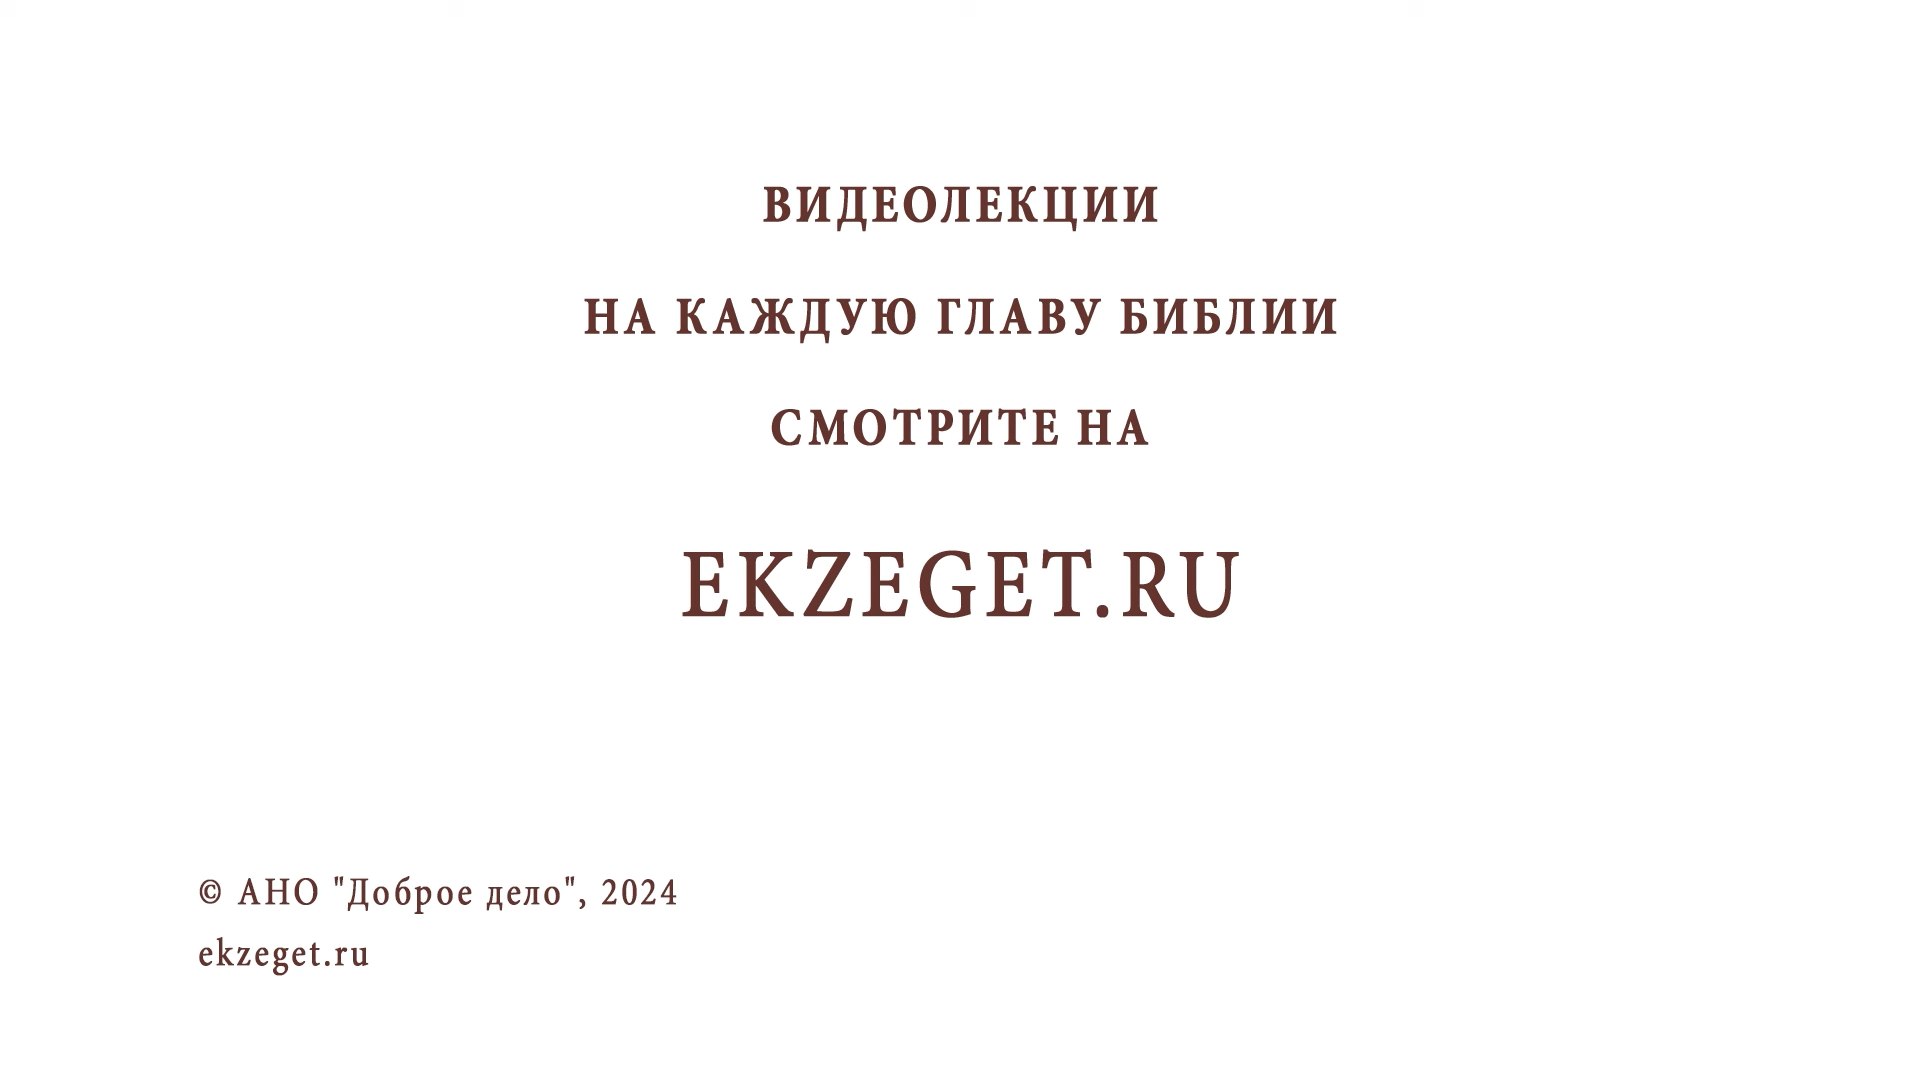 ВИДЕОЛЕКЦИИ
НА КАЖДУЮ ГЛАВУ БИБЛИИ
СМОТРИТЕ НА
EKZEGET.RU
© АНО "Доброе дело", 2024
ekzeget.ru